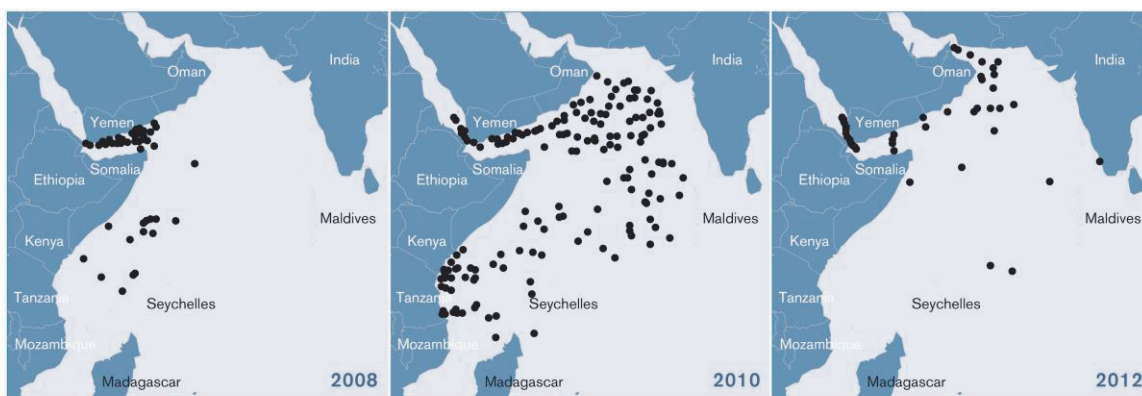 India
Oman
Yemen
Somalia
Ethiopia
Maldives
Kenya
Tanzania
Seychelles
Mozambique
Madagascar
2008
India
Oman
Yemen
Somalia
Ethiopia
Maldives
Kenya
Tanzania
Seychelles
Mozambique
Madagascar
2010
India
Oman
Yemen
Somalia
Ethiopia
Maldives
Kenya
Tanzania
Seychelles
Mozambique
Madagascar
2012